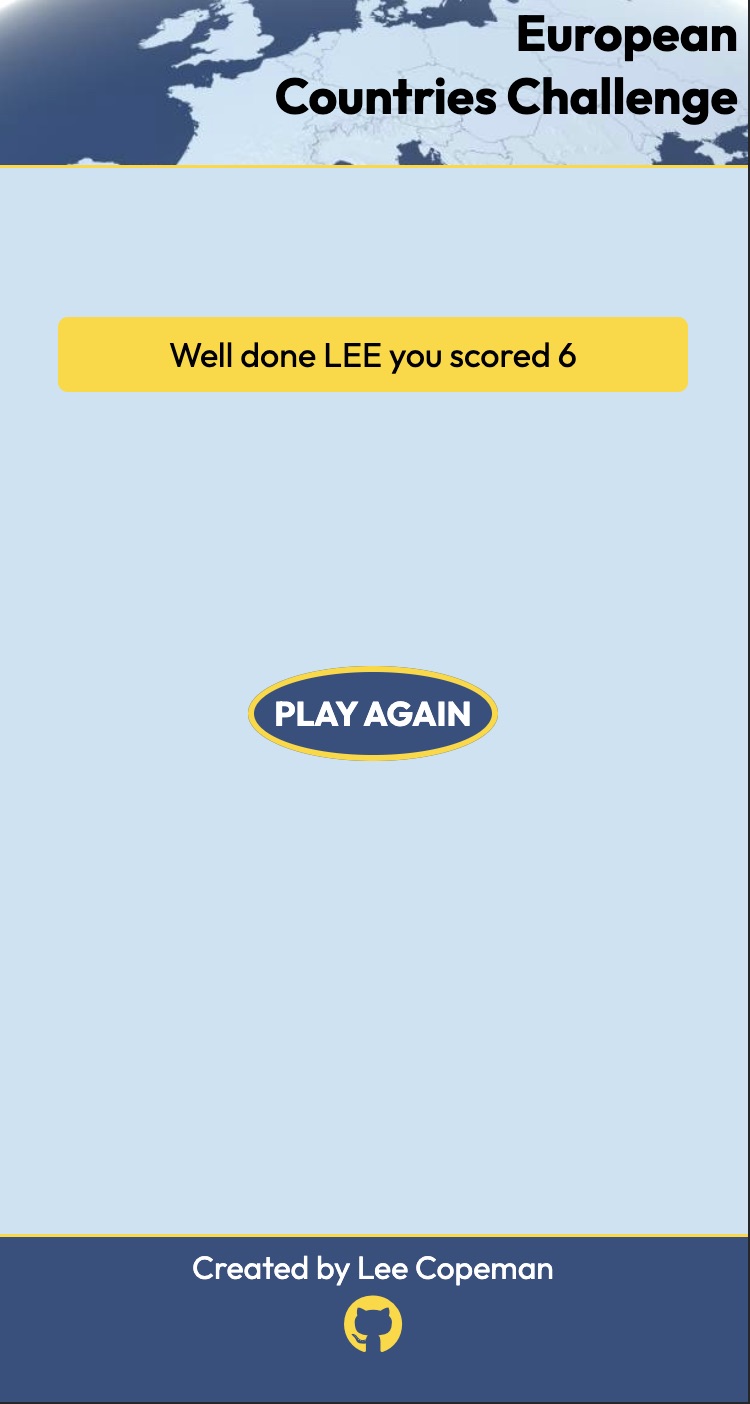 European
Countries Challenge
Well done LEE you scored 6
PLAY AGAIN
Created by Lee Copeman